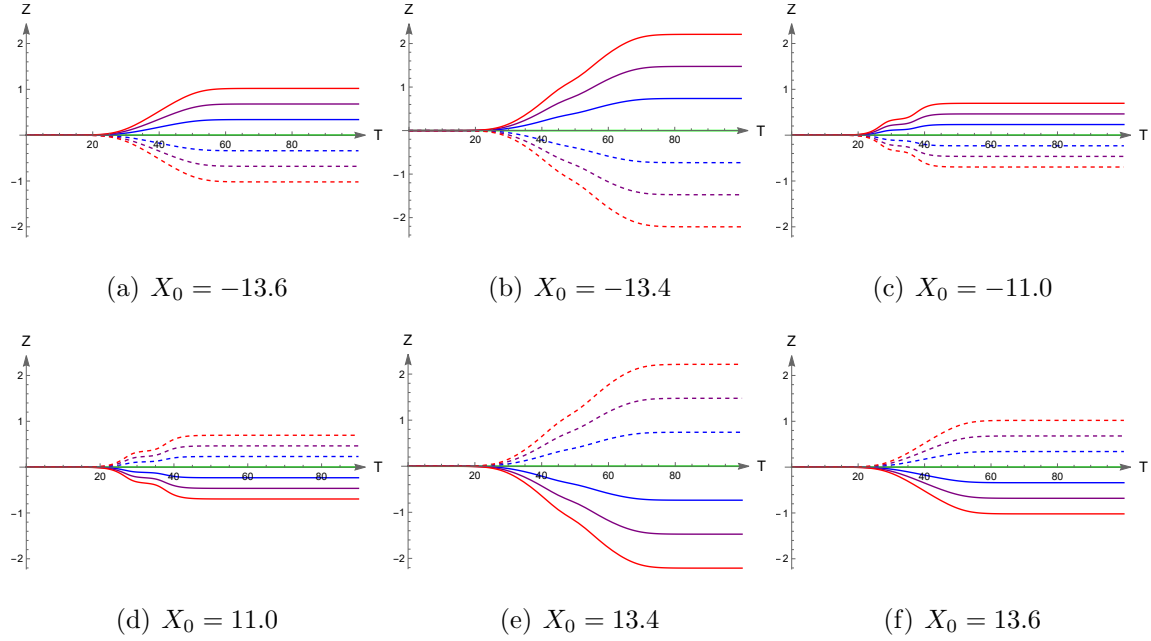 Z Z Z
2 2 2
1 1 1
20 40 60 80 T 20 40 60 80 T 20 40 60 80 T
-1 -1 -1
-2 -2 -2
(a) X₀ = −13.6 (b) X₀ = −13.4 (c) X₀ = −11.0
Z Z Z
2 2 2
1 1 1
20 40 60 80 T 20 40 60 80 T 20 40 60 80 T
-1 -1 -1
-2 -2 -2
(d) X₀ = 11.0 (e) X₀ = 13.4 (f) X₀ = 13.6